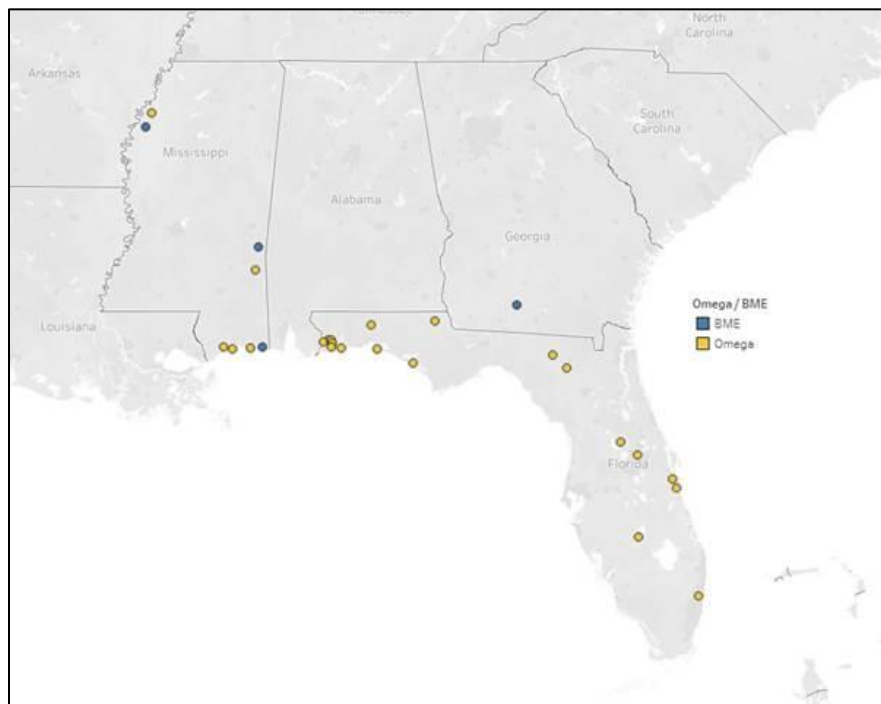 North
Carolina
Arkansas
South
Carolina
Mississippi
Alabama
Georgia
Omega / BME
Louisiana
BME
Omega
Florida